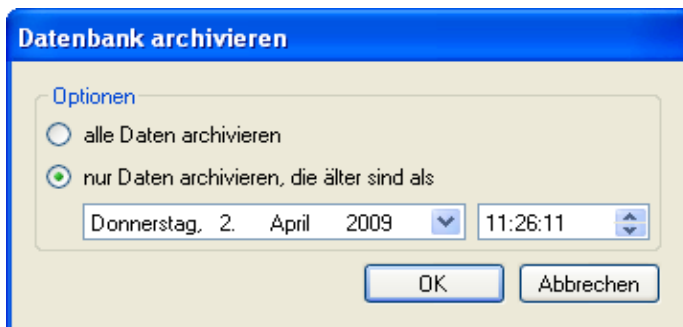 Datenbank archivieren
Optionen
alle Daten archivieren
nur Daten archivieren, die älter sind als
Donnerstag, 2. April 2009 11:26:11
OK Abbrechen